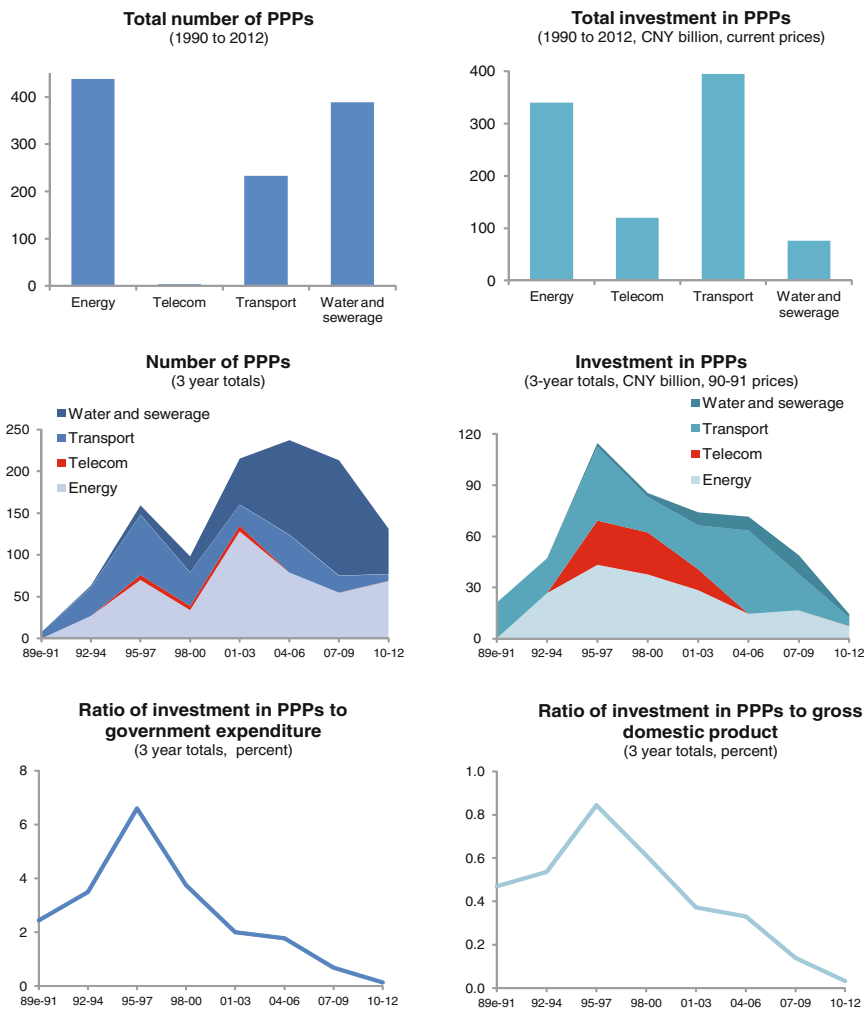 Total number of PPPs
(1990 to 2012)
400
300
200
100
0
Energy
Telecom
Transport
Water and
sewerage
Total investment in PPPs
(1990 to 2012, CNY billion, current prices)
400
300
200
100
0
Energy
Telecom
Transport
Water and
sewerage
Number of PPPs
(3 year totals)
Water and sewerage
Transport
Telecom
Energy
250
200
150
100
50
0
89e-91
92-94
95-97
98-00
01-03
04-06
07-09
10-12
Investment in PPPs
(3-year totals, CNY billion, 90-91 prices)
Water and sewerage
Transport
Telecom
Energy
120
90
60
30
0
89e-91
92-94
95-97
98-00
01-03
04-06
07-09
10-12
Ratio of investment in PPPs to
government expenditure
(3 year totals, percent)
8
6
4
2
0
89e-91
92-94
95-97
98-00
01-03
04-06
07-09
10-12
Ratio of investment in PPPs to gross
domestic product
(3 year totals, percent)
1.0
0.8
0.6
0.4
0.2
0.0
89e-91
92-94
95-97
98-00
01-03
04-06
07-09
10-12